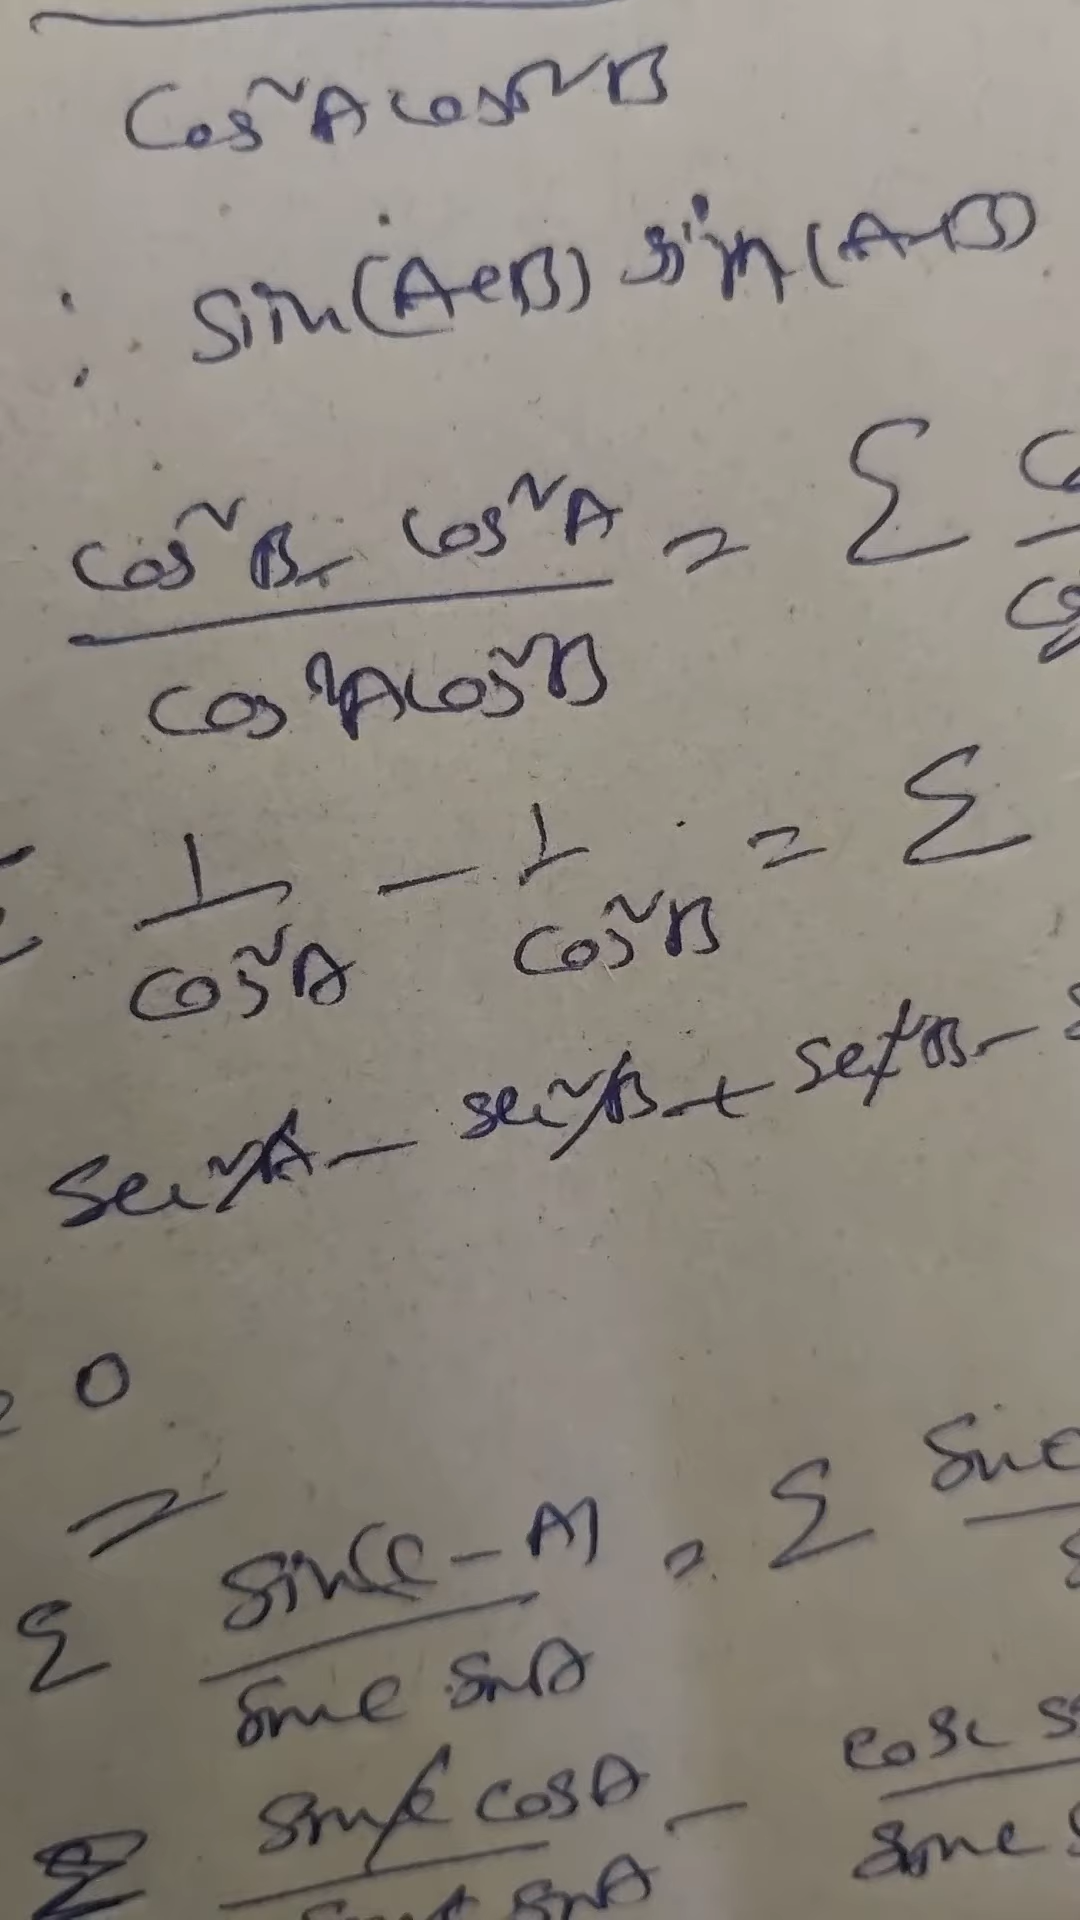 cos²A cos²B
∴ sin(A+B) sin(A-B)
cos²B - cos²A / cos²A cos²B = Σ
1/cos²A - 1/cos²B = Σ
sec²A - sec²B + sec²B -
= 0
Σ sin(C-A) / sinC sinA = Σ sinC
Σ sinC cosA / sinC sinA - cosC / sinC